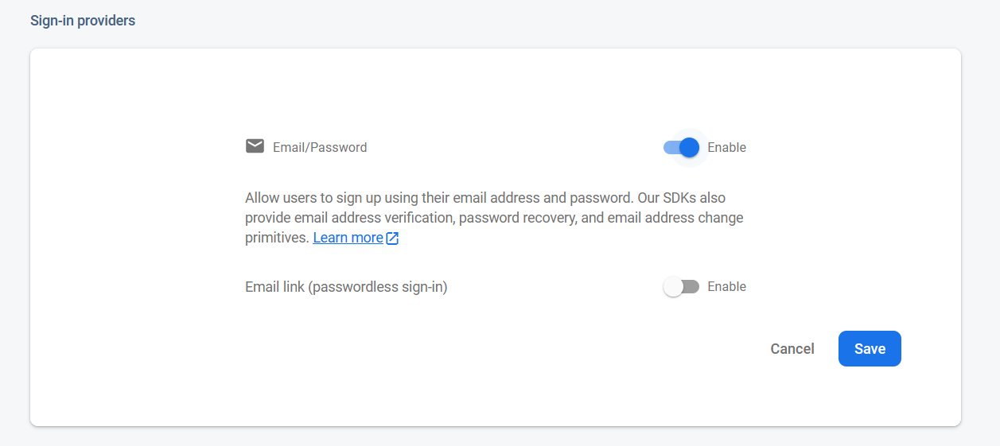 Sign-in providers
Email/Password
Enable
Allow users to sign up using their email address and password. Our SDKs also
provide email address verification, password recovery, and email address change
primitives. Learn more
Email link (passwordless sign-in)
Enable
Cancel
Save